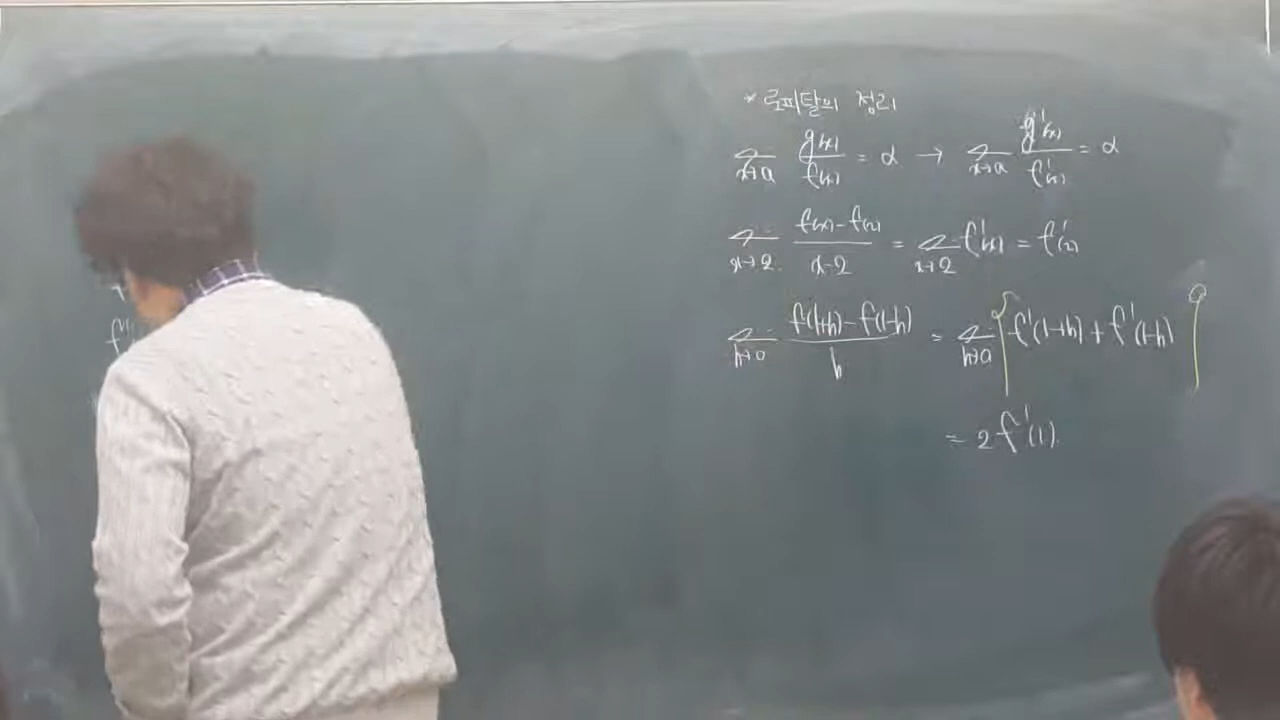 * 로피탈의 정리
lim x→a g(x)/f(x) = α → lim x→a g'(x)/f'(x) = α
lim x→2 f(x)-f(2)/x-2 = lim x→2 f'(x) = f'(2)
lim h→0 f(1+h)-f(1-h)/h = lim h→0 { f'(1+h) + f'(1-h) }
= 2f'(1).
f'